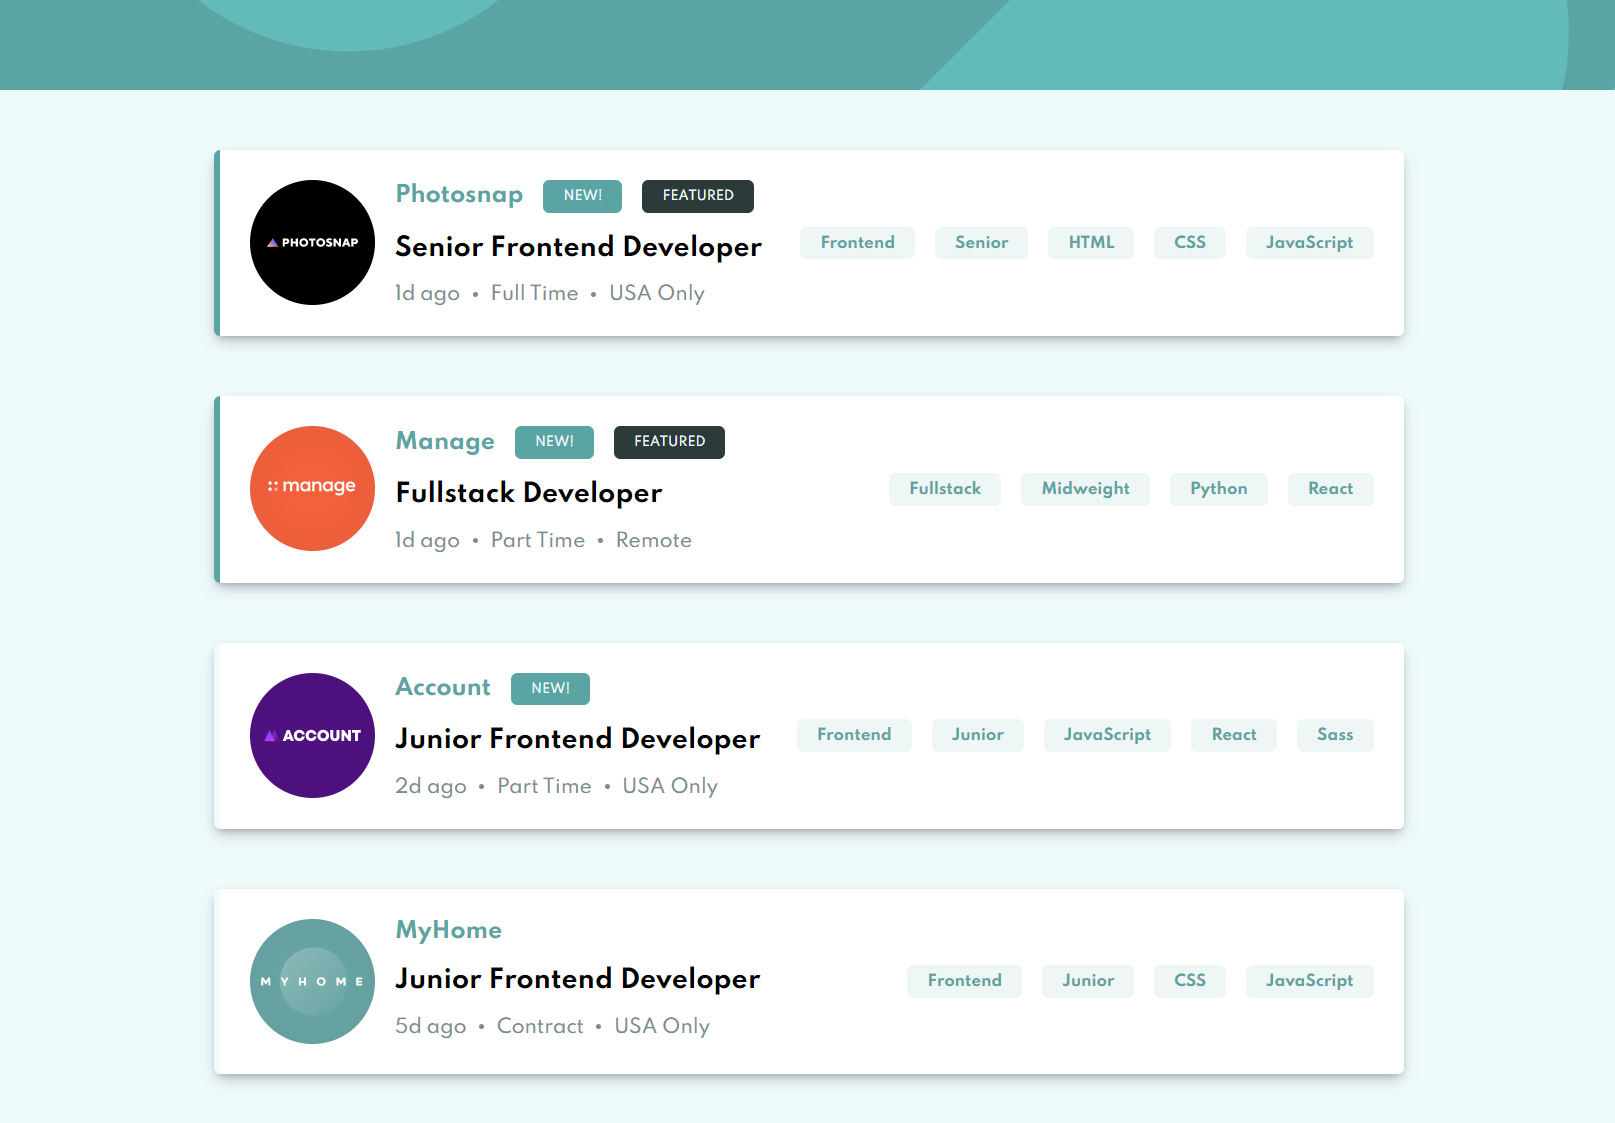 PHOTOSNAP
Photosnap NEW! FEATURED
Senior Frontend Developer
1d ago • Full Time • USA Only
Frontend Senior HTML CSS JavaScript
manage
Manage NEW! FEATURED
Fullstack Developer
1d ago • Part Time • Remote
Fullstack Midweight Python React
ACCOUNT
Account NEW!
Junior Frontend Developer
2d ago • Part Time • USA Only
Frontend Junior JavaScript React Sass
MYHOME
MyHome
Junior Frontend Developer
5d ago • Contract • USA Only
Frontend Junior CSS JavaScript